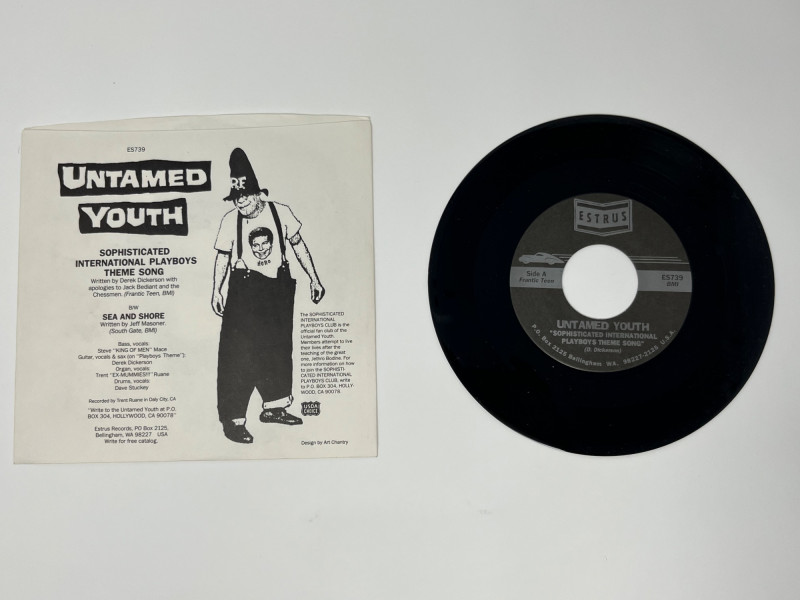 ES739
UNTAMED
YOUTH
SOPHISTICATED
INTERNATIONAL PLAYBOYS
THEME SONG
Written by Derek Dickerson with
apologies to Jack Bediant and the
Chessmen. (Frantic Teen, BMI)
B/W
SEA AND SHORE
Written by Jeff Masoner.
(South Gate, BMI)
Bass, vocals
Steve "KING OF MEN" Mace
Guitar, vocals & sax (on "Playboys Theme"):
Derek Dickerson
Organ, vocals
Trent "EX-MUMMIES!!" Ruane
Drums, vocals
Dave Stuckey
Recorded by Trent Ruane in Daly City, CA
"Write to the Untamed Youth at P.O.
BOX 304, HOLLYWOOD, CA 90078"
Estrus Records, PO Box 2125,
Bellingham, WA 98227 USA
Write for free catalog.
RF
The SOPHISTICATED
INTERNATIONAL
PLAYBOYS CLUB is the
official fan club of the
Untamed Youth.
Members attempt to live
their lives after the
teaching of the great
one, Jethro Bodine. For
more information on
how to join the SOPHISTI-
CATED INTERNATIONAL
PLAYBOYS CLUB, write
to P.O. BOX 304, HOLLY-
WOOD, CA 90078.
USDA
CHOICE
Design by Art Chantry
ESTRUS
Side A
Frantic Teen
ES739
BMI
UNTAMED YOUTH
"SOPHISTICATED INTERNATIONAL
PLAYBOYS THEME SONG"
(D. Dickerson)
P.O. Box 2125 Bellingham WA. 98227-2125 U.S.A.